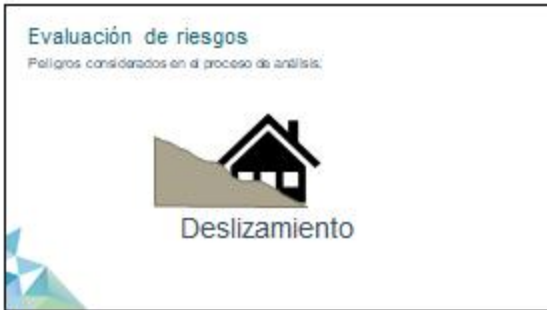 Evaluación de riesgos
Peligros considerados en el proceso de análisis:
Deslizamiento